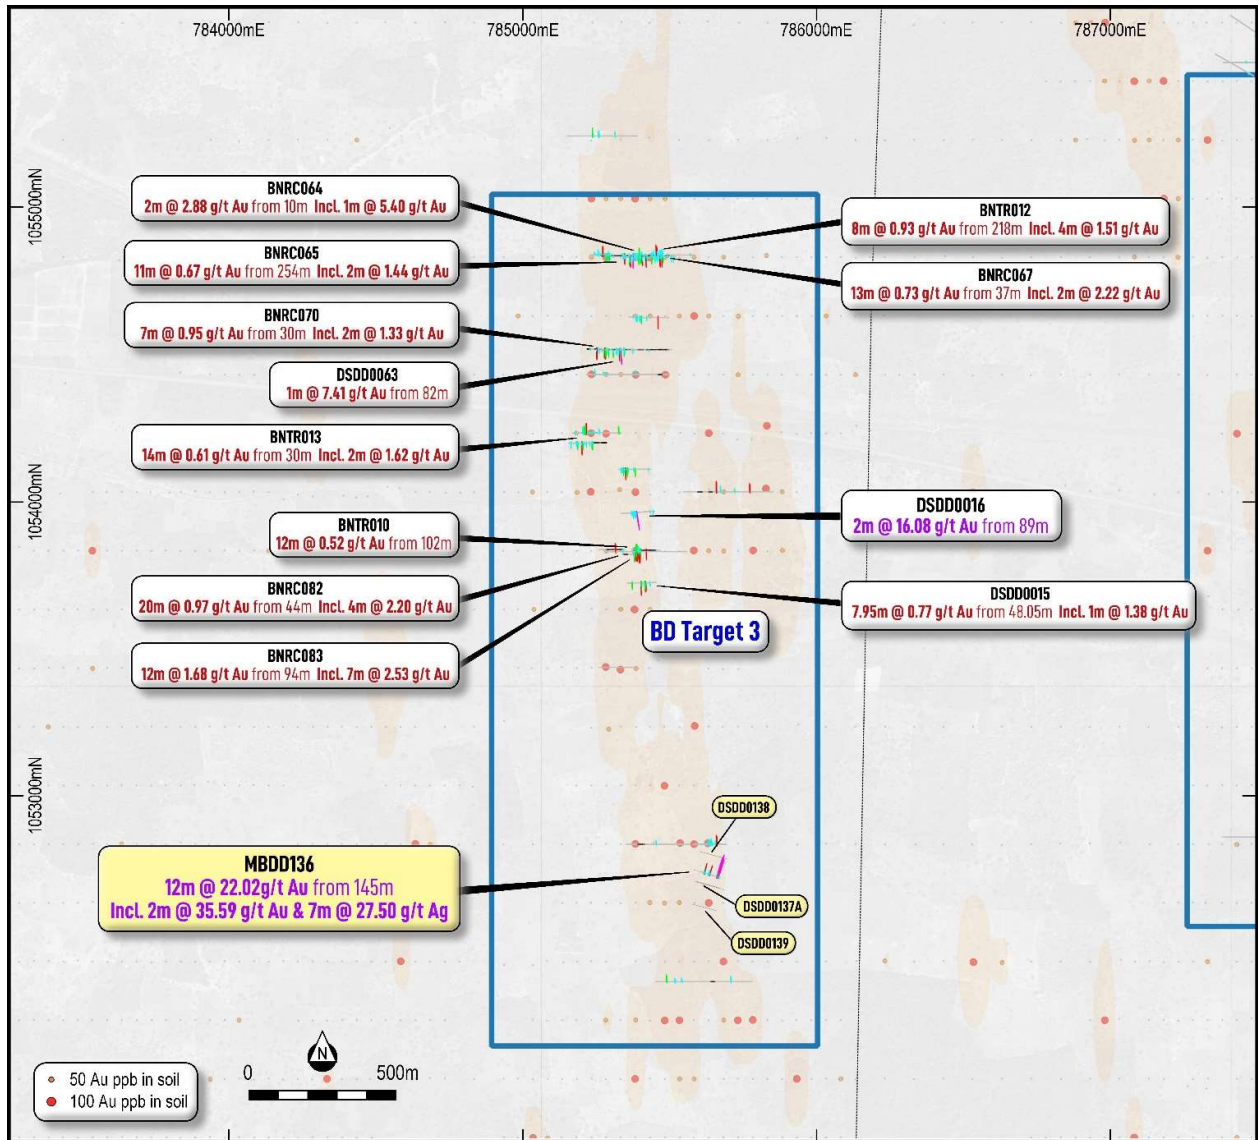 784000mE
785000mE
786000mE
787000mE
1055000mN
1054000mN
1053000mN
BNRC064
2m @ 2.88 g/t Au from 10m Incl. 1m @ 5.40 g/t Au
BNRC065
11m @ 0.67 g/t Au from 254m Incl. 2m @ 1.44 g/t Au
BNRC070
7m @ 0.95 g/t Au from 30m Incl. 2m @ 1.33 g/t Au
DSDD0063
1m @ 7.41 g/t Au from 82m
BNTR013
14m @ 0.61 g/t Au from 30m Incl. 2m @ 1.62 g/t Au
BNTR010
12m @ 0.52 g/t Au from 102m
BNRC082
20m @ 0.97 g/t Au from 44m Incl. 4m @ 2.20 g/t Au
BNRC083
12m @ 1.68 g/t Au from 94m Incl. 7m @ 2.53 g/t Au
BNTR012
8m @ 0.93 g/t Au from 218m Incl. 4m @ 1.51 g/t Au
BNRC067
13m @ 0.73 g/t Au from 37m Incl. 2m @ 2.22 g/t Au
DSDD0016
2m @ 16.08 g/t Au from 89m
DSDD0015
7.95m @ 0.77 g/t Au from 48.05m Incl. 1m @ 1.38 g/t Au
BD Target 3
DSDD0138
MBDD136
12m @ 22.02g/t Au from 145m
Incl. 2m @ 35.59 g/t Au & 7m @ 27.50 g/t Ag
DSDD0137A
DSDD0139
N
0 500m
50 Au ppb in soil
100 Au ppb in soil